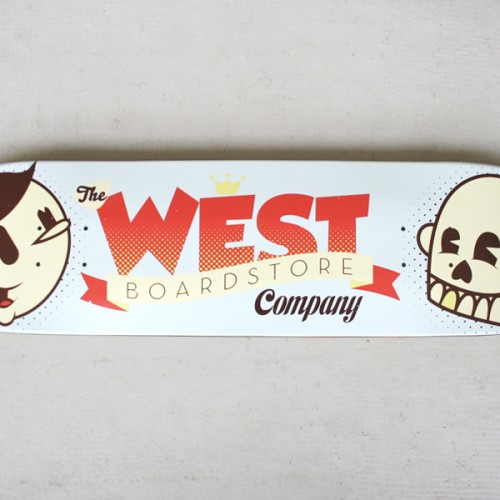 The
WEST
BOARDSTORE
Company